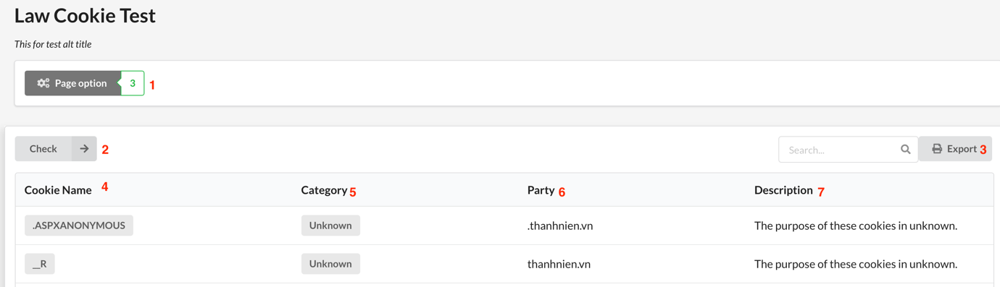 Law Cookie Test
This for test alt title
Page option 3 1
Check 2 Search... Export 3
Cookie Name 4 Category 5 Party 6 Description 7
.ASPXANONYMOUS Unknown .thanhnien.vn The purpose of these cookies in unknown.
__R Unknown thanhnien.vn The purpose of these cookies in unknown.